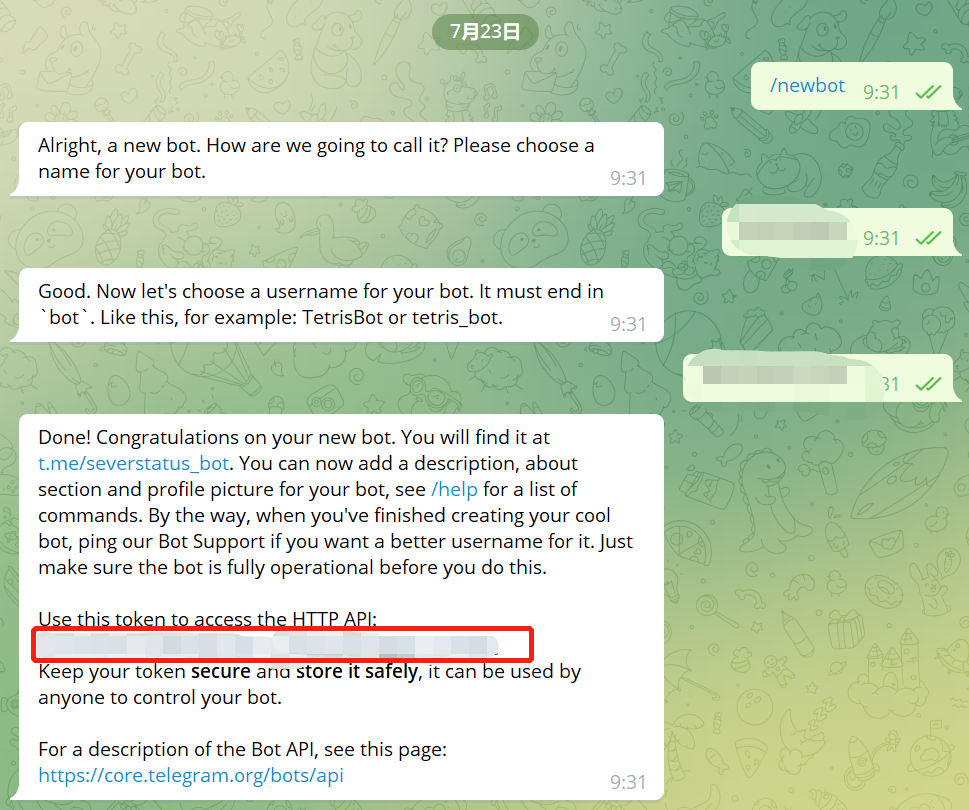 7月23日
/newbot 9:31
Alright, a new bot. How are we going to call it? Please choose a
name for your bot.
9:31
9:31
Good. Now let's choose a username for your bot. It must end in
`bot`. Like this, for example: TetrisBot or tetris_bot.
9:31
31
Done! Congratulations on your new bot. You will find it at
t.me/severstatus_bot. You can now add a description, about
section and profile picture for your bot, see /help for a list of
commands. By the way, when you've finished creating your cool
bot, ping our Bot Support if you want a better username for it. Just
make sure the bot is fully operational before you do this.
Use this token to access the HTTP API:
Keep your token secure and store it safely, it can be used by
anyone to control your bot.
For a description of the Bot API, see this page:
https://core.telegram.org/bots/api
9:31